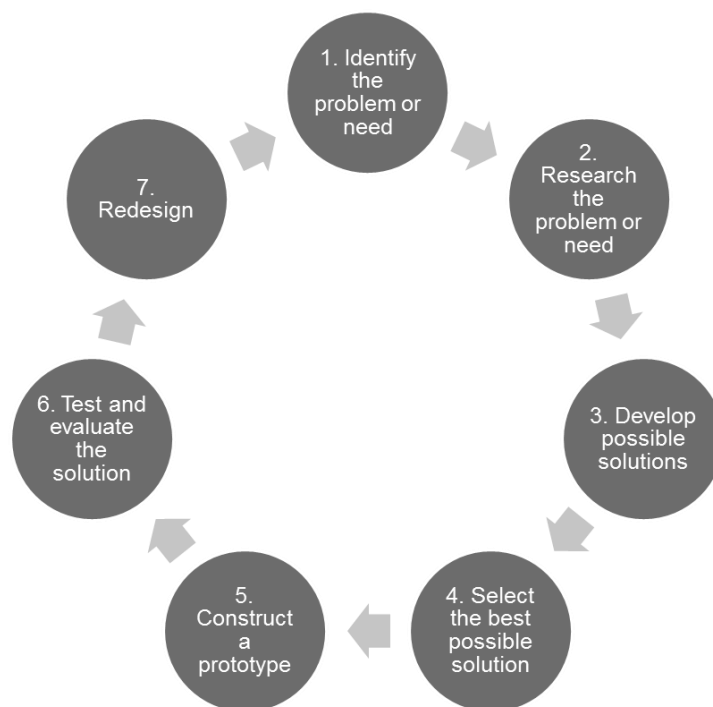 1. Identify
the
problem or
need
2.
Research
the
problem or
need
3. Develop
possible
solutions
4. Select
the best
possible
solution
5.
Construct
a
prototype
6. Test and
evaluate
the
solution
7.
Redesign